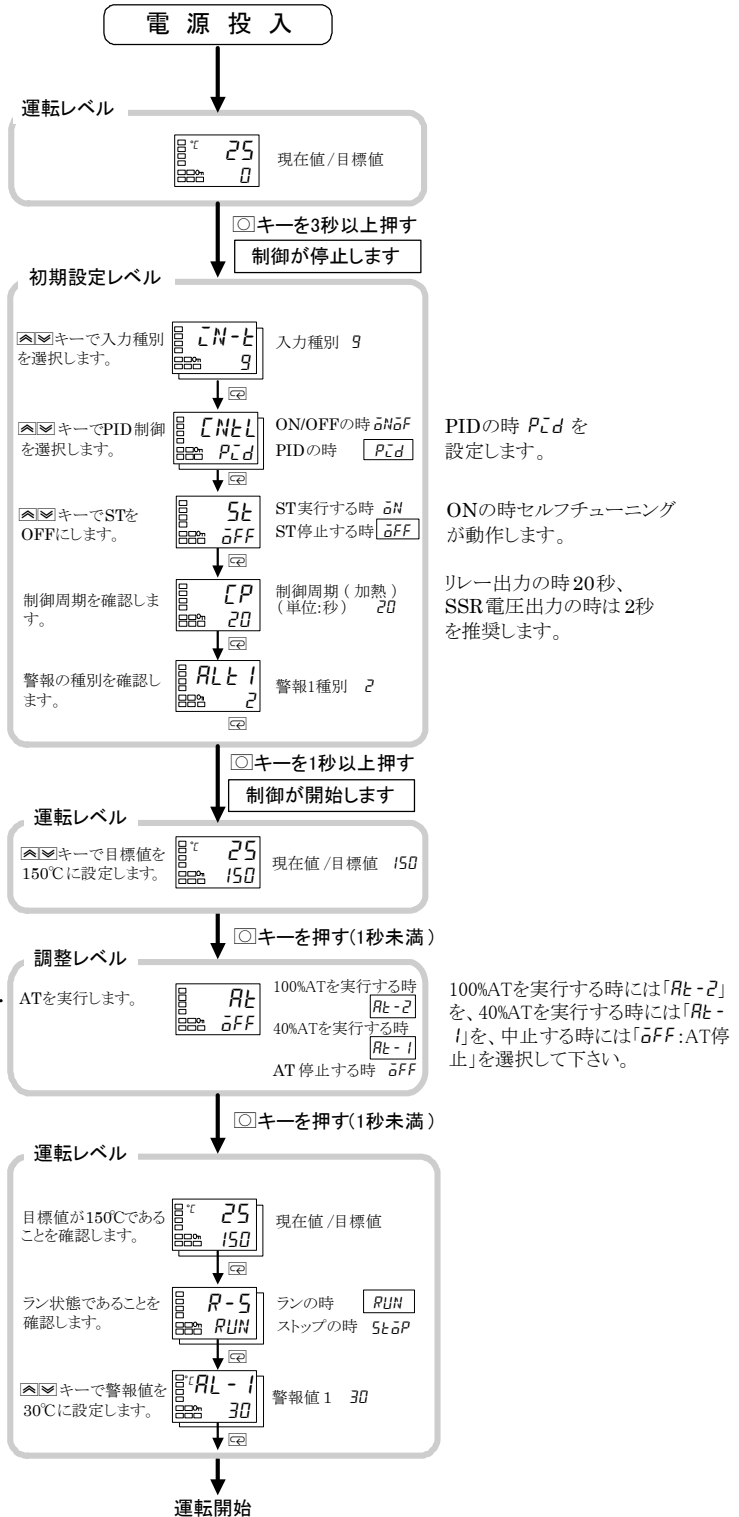 電 源 投 入
運転レベル
℃ 25
0
現在値/目標値
キーを3秒以上押す
制御が停止します
初期設定レベル
キーで入力種別
を選択します。
IN-t
9
入力種別 9
キーでPID制御
を選択します。
CNtL
PId
ON/OFFの時 oNoF
PIDの時 PId
PIDの時 PId を
設定します。
キーでSTを
OFFにします。
St
oFF
ST実行する時 oN
ST停止する時 oFF
ONの時セルフチューニング
が動作します。
制御周期を確認しま
す。
CP
20
制御周期 ( 加熱 )
(単位:秒) 20
リレー出力の時20秒、
SSR電圧出力の時は2秒
を推奨します。
警報の種別を確認し
ます。
ALt1
2
警報1種別 2
キーを1秒以上押す
制御が開始します
運転レベル
キーで目標値を
150℃に設定します。
℃ 25
150
現在値 /目標値 150
キーを押す(1秒未満)
調整レベル
ATを実行します。
At
oFF
100%ATを実行する時
At-2
40%ATを実行する時
At-1
AT 停止する時 oFF
100%ATを実行する時には「At-2」
を、40%ATを実行する時には「At-
1」を、中止する時には「oFF:AT停
止」を選択して下さい。
キーを押す(1秒未満)
運転レベル
目標値が150℃である
ことを確認します。
℃ 25
150
現在値 /目標値
ラン状態であることを
確認します。
R-S
RUN
ランの時 RUN
ストップの時 StoP
キーで警報値を
30℃に設定します。
℃ AL-1
30
警報値 1 30
運転開始